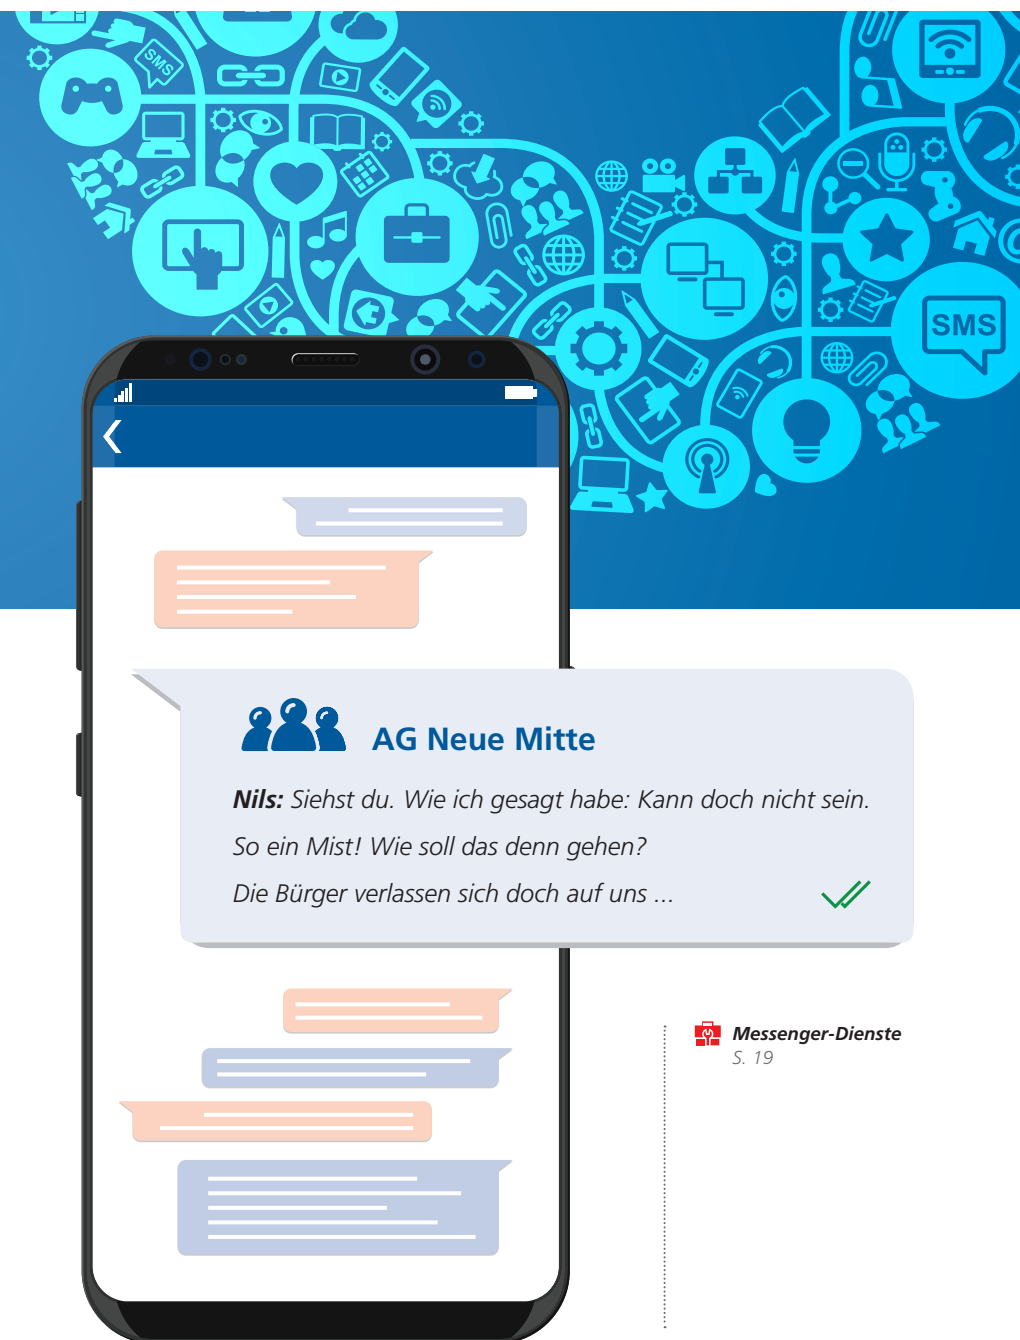 SMS
SMS
AG Neue Mitte
Nils: Siehst du. Wie ich gesagt habe: Kann doch nicht sein.
So ein Mist! Wie soll das denn gehen?
Die Bürger verlassen sich doch auf uns ...
Messenger-Dienste
S. 19